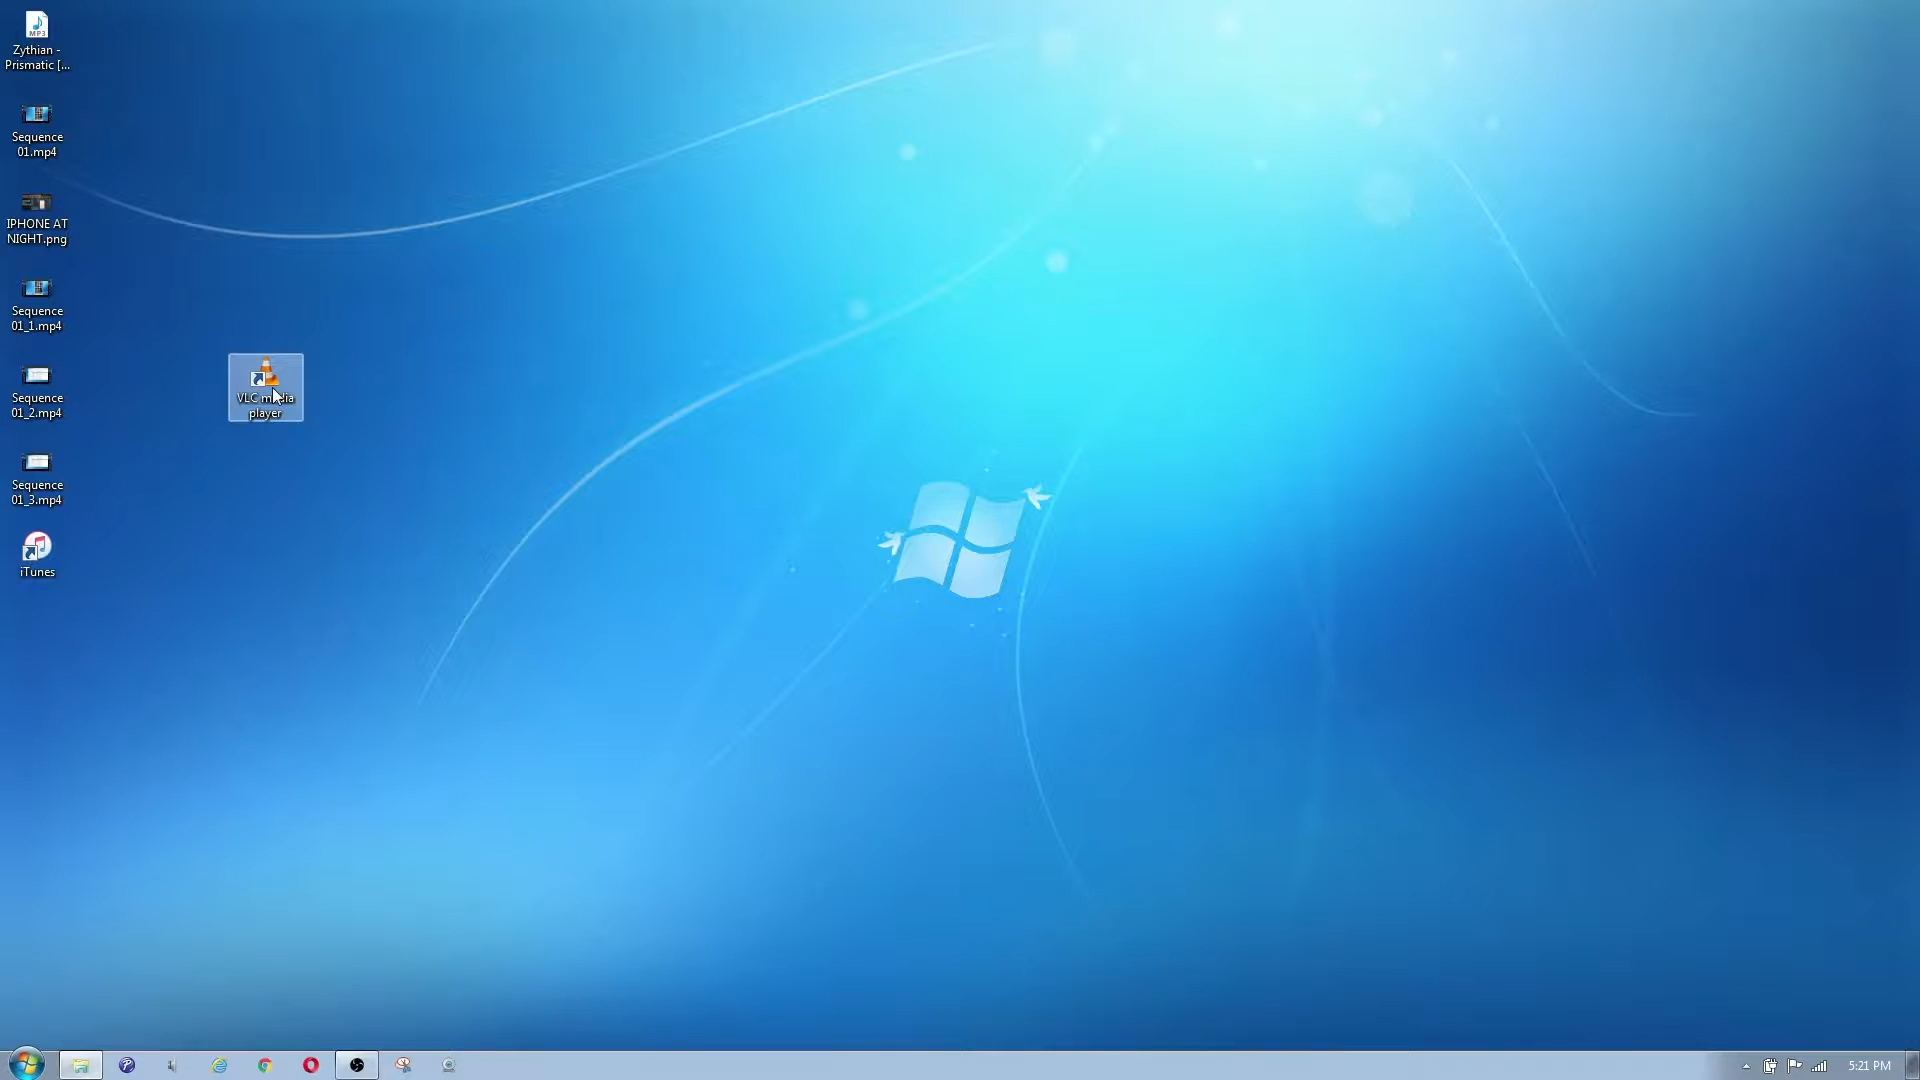 MP3
Zythian -
Prismatic [...
Sequence
01.mp4
IPHONE AT
NIGHT.png
Sequence
01_1.mp4
VLC media
player
Sequence
01_2.mp4
Sequence
01_3.mp4
iTunes
5:21 PM